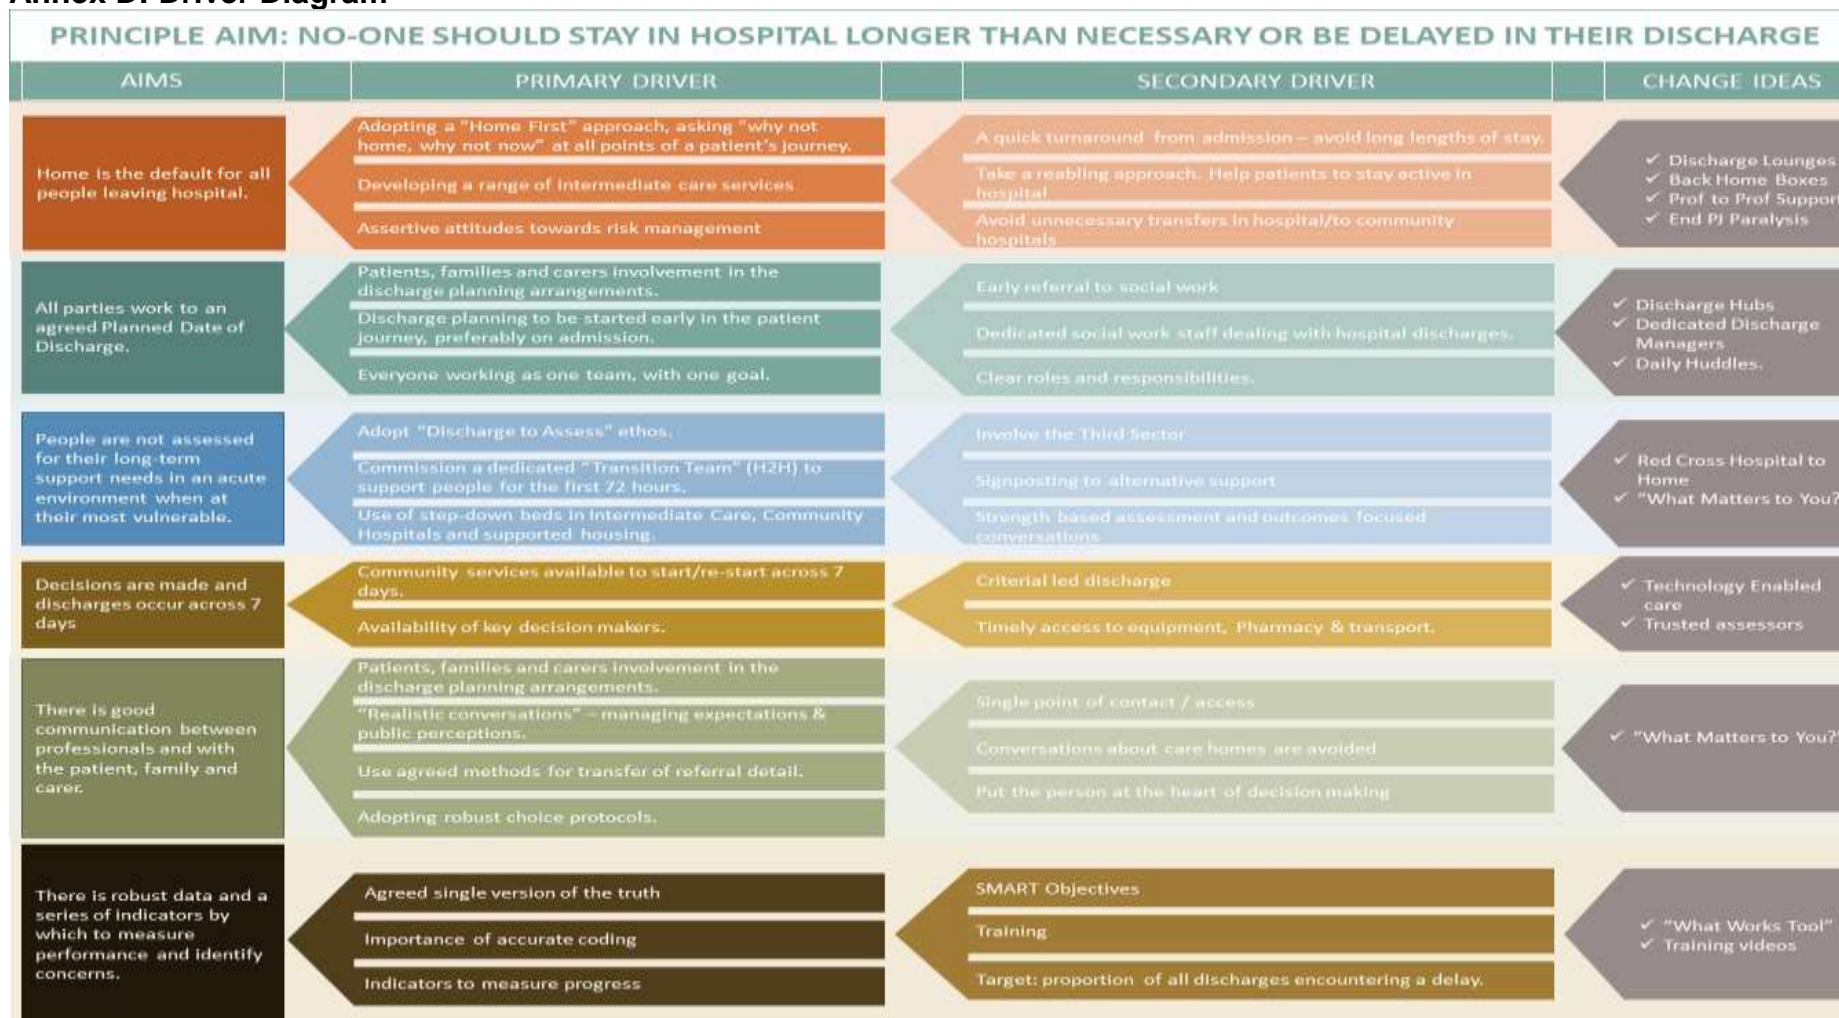 Annex D: Driver Diagram
PRINCIPLE AIM: NO-ONE SHOULD STAY IN HOSPITAL LONGER THAN NECESSARY OR BE DELAYED IN THEIR DISCHARGE
AIMS
PRIMARY DRIVER
SECONDARY DRIVER
CHANGE IDEAS
Home is the default for all
people leaving hospital.
Adopting a "Home First" approach, asking "why not
home, why not now" at all points of a patient's journey.
Developing a range of intermediate care services
Assertive attitudes towards risk management
A quick turnaround from admission – avoid long lengths of stay.
Take a reabling approach. Help patients to stay active in
hospital
Avoid unnecessary transfers in hospital/to community
hospitals
✓ Discharge Lounges
✓ Back Home Boxes
✓ Prof to Prof Support
✓ End PJ Paralysis
All parties work to an
agreed Planned Date of
Discharge.
Patients, families and carers involvement in the
discharge planning arrangements.
Discharge planning to be started early in the patient
journey, preferably on admission.
Everyone working as one team, with one goal.
Early referral to social work
Dedicated social work staff dealing with hospital discharges.
Clear roles and responsibilities.
✓ Discharge Hubs
✓ Dedicated Discharge
Managers
✓ Daily Huddles.
People are not assessed
for their long-term
support needs in an acute
environment when at
their most vulnerable.
Adopt "Discharge to Assess" ethos.
Commission a dedicated "Transition Team" (H2H) to
support people for the first 72 hours.
Use of step-down beds in Intermediate Care, Community
Hospitals and supported housing.
Involve the Third Sector
Signposting to alternative support
Strength based assessment and outcomes focused
conversations
✓ Red Cross Hospital to
Home
✓ "What Matters to You?
Decisions are made and
discharges occur across 7
days
Community services available to start/re-start across 7
days.
Availability of key decision makers.
Criterial led discharge
Timely access to equipment, Pharmacy & transport.
✓ Technology Enabled
care
✓ Trusted assessors
There is good
communication between
professionals and with
the patient, family and
carer.
Patients, families and carers involvement in the
discharge planning arrangements.
"Realistic conversations" – managing expectations &
public perceptions.
Use agreed methods for transfer of referral detail.
Adopting robust choice protocols.
Single point of contact / access
Conversations about care homes are avoided
Put the person at the heart of decision making
✓ "What Matters to You?"
There is robust data and a
series of indicators by
which to measure
performance and identify
concerns.
Agreed single version of the truth
Importance of accurate coding
Indicators to measure progress
SMART Objectives
Training
Target: proportion of all discharges encountering a delay.
✓ "What Works Tool"
✓ Training videos